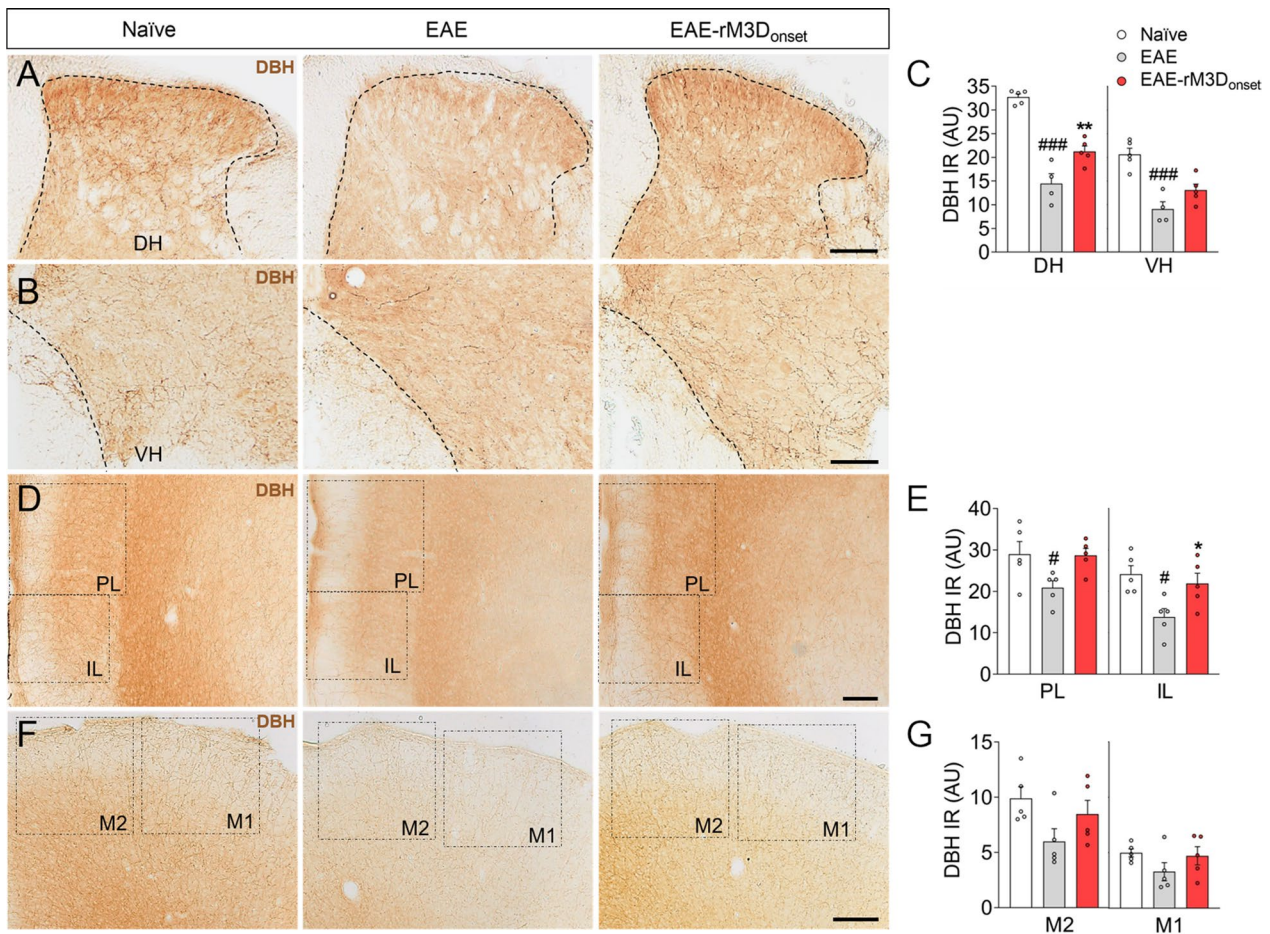 Naïve EAE EAE-rM3Donset
A DBH
DH
B DBH
VH
D DBH
PL PL PL
IL IL IL
F DBH
M2 M1 M2 M1 M2 M1
Naïve
EAE
EAE-rM3Donset
C
DBH IR (AU)
35
30
25
20
15
10
5
0
### ** ###
DH VH
E
DBH IR (AU)
40
30
20
10
0
# # *
PL IL
G
DBH IR (AU)
15
10
5
0
M2 M1